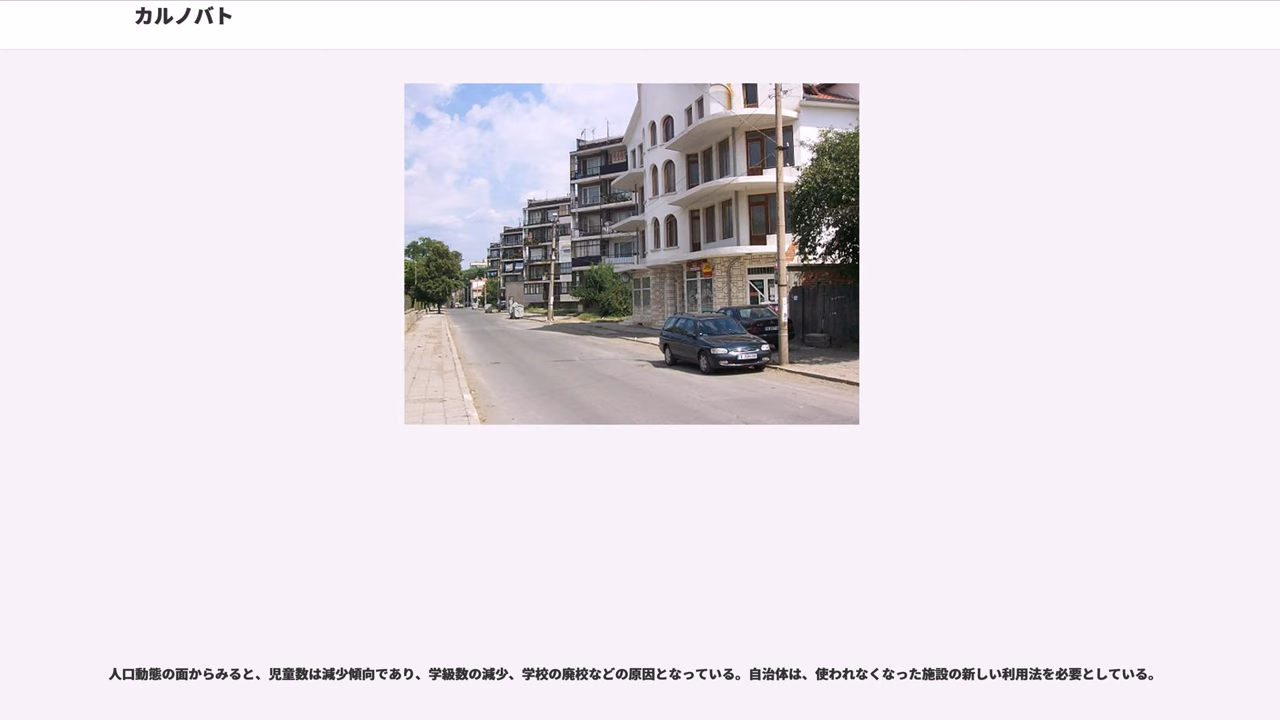 カルノバト
人口動態の面からみると、児童数は減少傾向であり、学級数の減少、学校の廃校などの原因となっている。自治体は、使われなくなった施設の新しい利用法を必要としている。